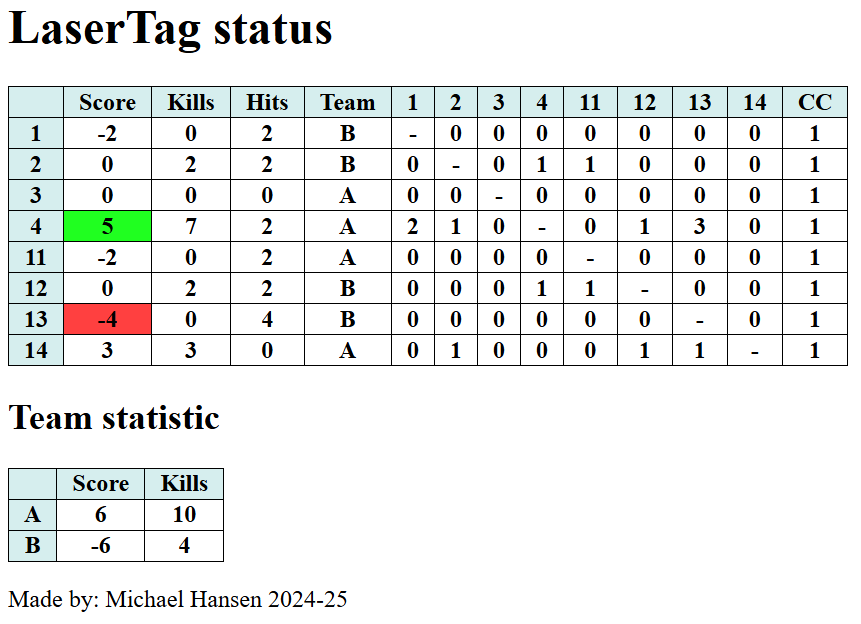 LaserTag status
Score Kills Hits Team 1 2 3 4 11 12 13 14 CC
1 -2 0 2 B - 0 0 0 0 0 0 0 1
2 0 2 2 B 0 - 0 1 1 0 0 0 1
3 0 0 0 A 0 0 - 0 0 0 0 0 1
4 5 7 2 A 2 1 0 - 0 1 3 0 1
11 -2 0 2 A 0 0 0 0 - 0 0 0 1
12 0 2 2 B 0 0 0 1 1 - 0 0 1
13 -4 0 4 B 0 0 0 0 0 0 - 0 1
14 3 3 0 A 0 1 0 0 0 1 1 - 1
Team statistic
Score Kills
A 6 10
B -6 4
Made by: Michael Hansen 2024-25